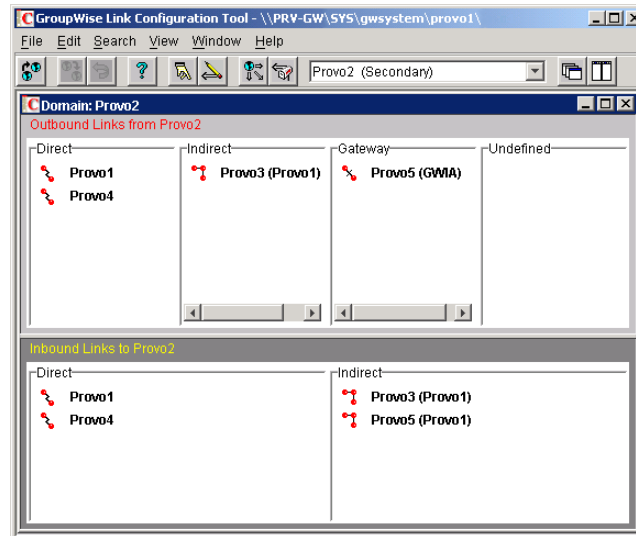 GroupWise Link Configuration Tool - \\PRV-GW\SYS\gwsystem\provo1\
File Edit Search View Window Help
Provo2 (Secondary)
Domain: Provo2
Outbound Links from Provo2
Direct Indirect Gateway Undefined
Provo1 Provo3 (Provo1) Provo5 (GWIA)
Provo4
Inbound Links to Provo2
Direct Indirect
Provo1 Provo3 (Provo1)
Provo4 Provo5 (Provo1)